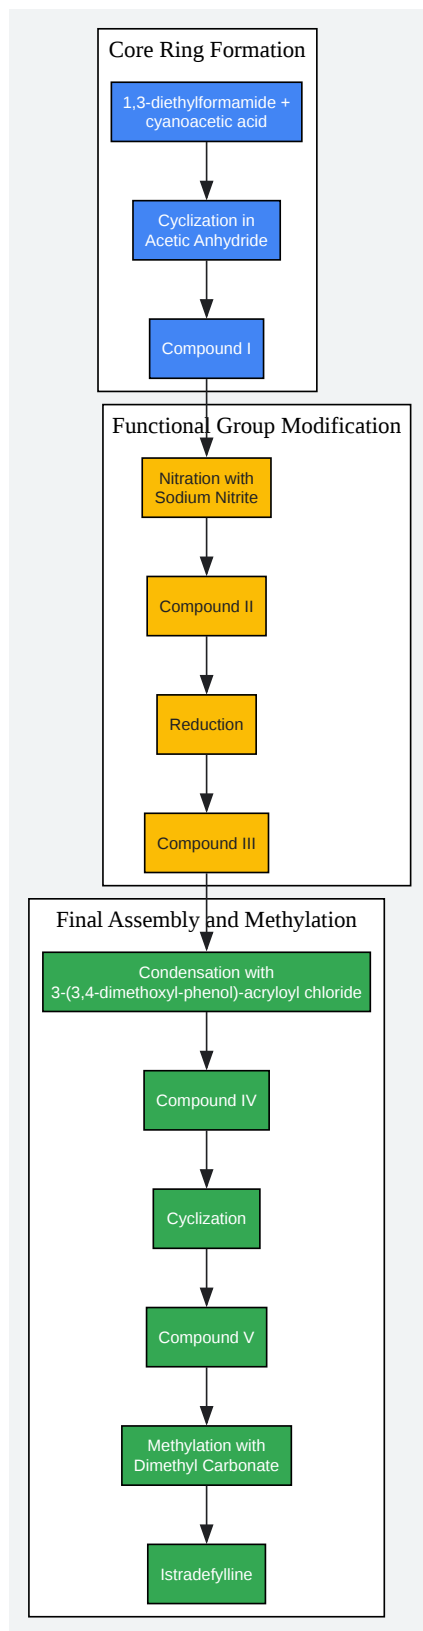 Core Ring Formation
1,3-diethylformamide +
cyanoacetic acid
Cyclization in
Acetic Anhydride
Compound I
Functional Group Modification
Nitration with
Sodium Nitrite
Compound II
Reduction
Compound III
Final Assembly and Methylation
Condensation with
3-(3,4-dimethoxyl-phenol)-acryloyl chloride
Compound IV
Cyclization
Compound V
Methylation with
Dimethyl Carbonate
Istradefylline